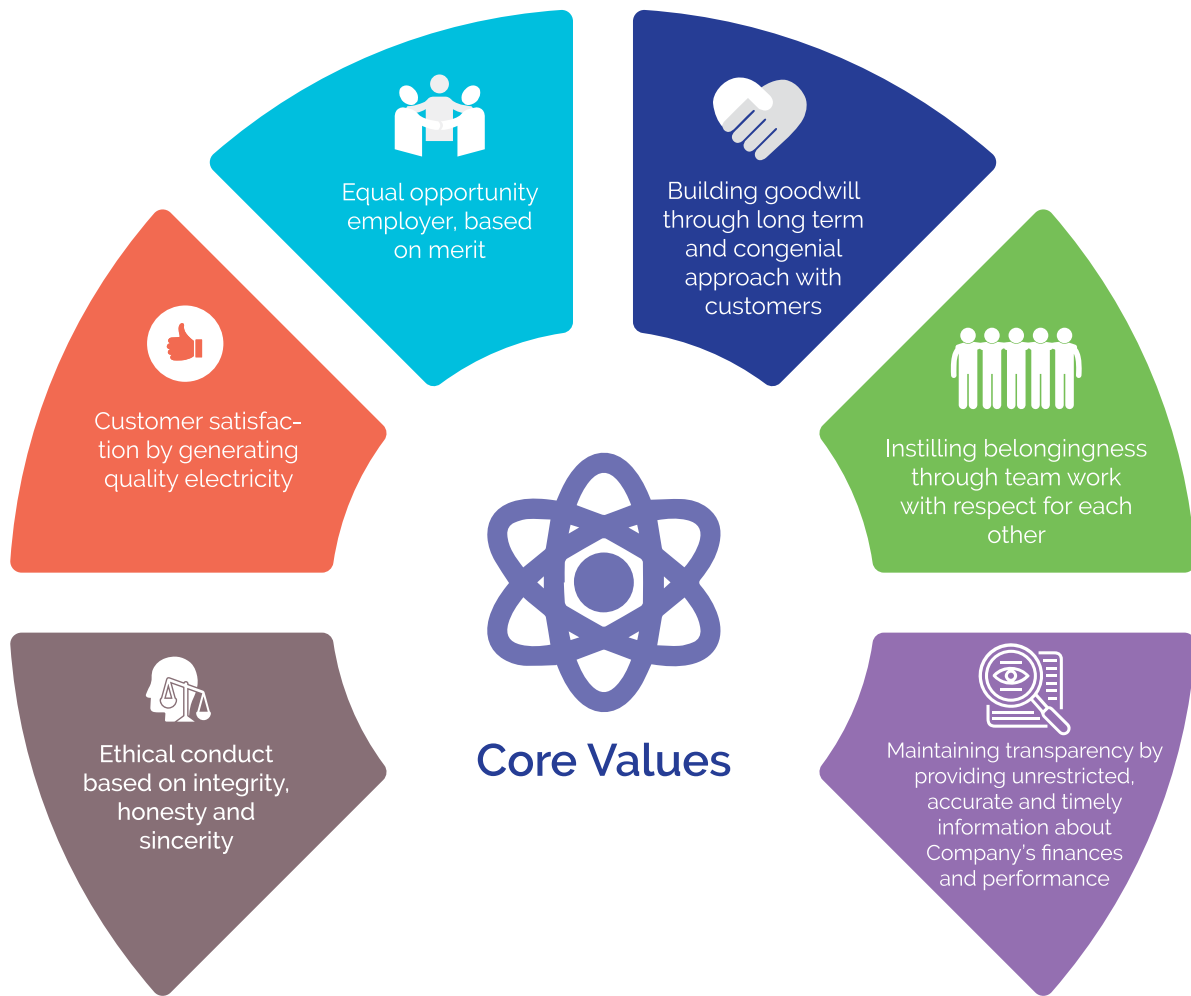 Equal opportunity
employer, based
on merit
Building goodwill
through long term
and congenial
approach with
customers
Customer satisfac-
tion by generating
quality electricity
Instilling belongingness
through team work
with respect for each
other
Ethical conduct
based on integrity,
honesty and
sincerity
Maintaining transparency by
providing unrestricted,
accurate and timely
information about
Company's finances
and performance
Core Values